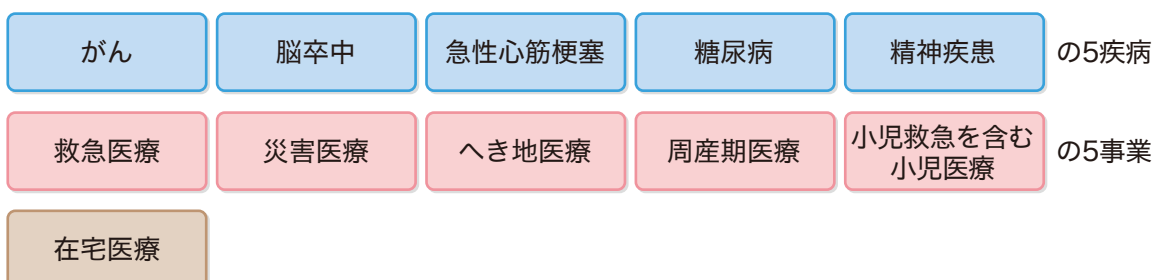 がん 脳卒中 急性心筋梗塞 糖尿病 精神疾患 の5疾病
救急医療 災害医療 へき地医療 周産期医療 小児救急を含む
小児医療 の5事業
在宅医療